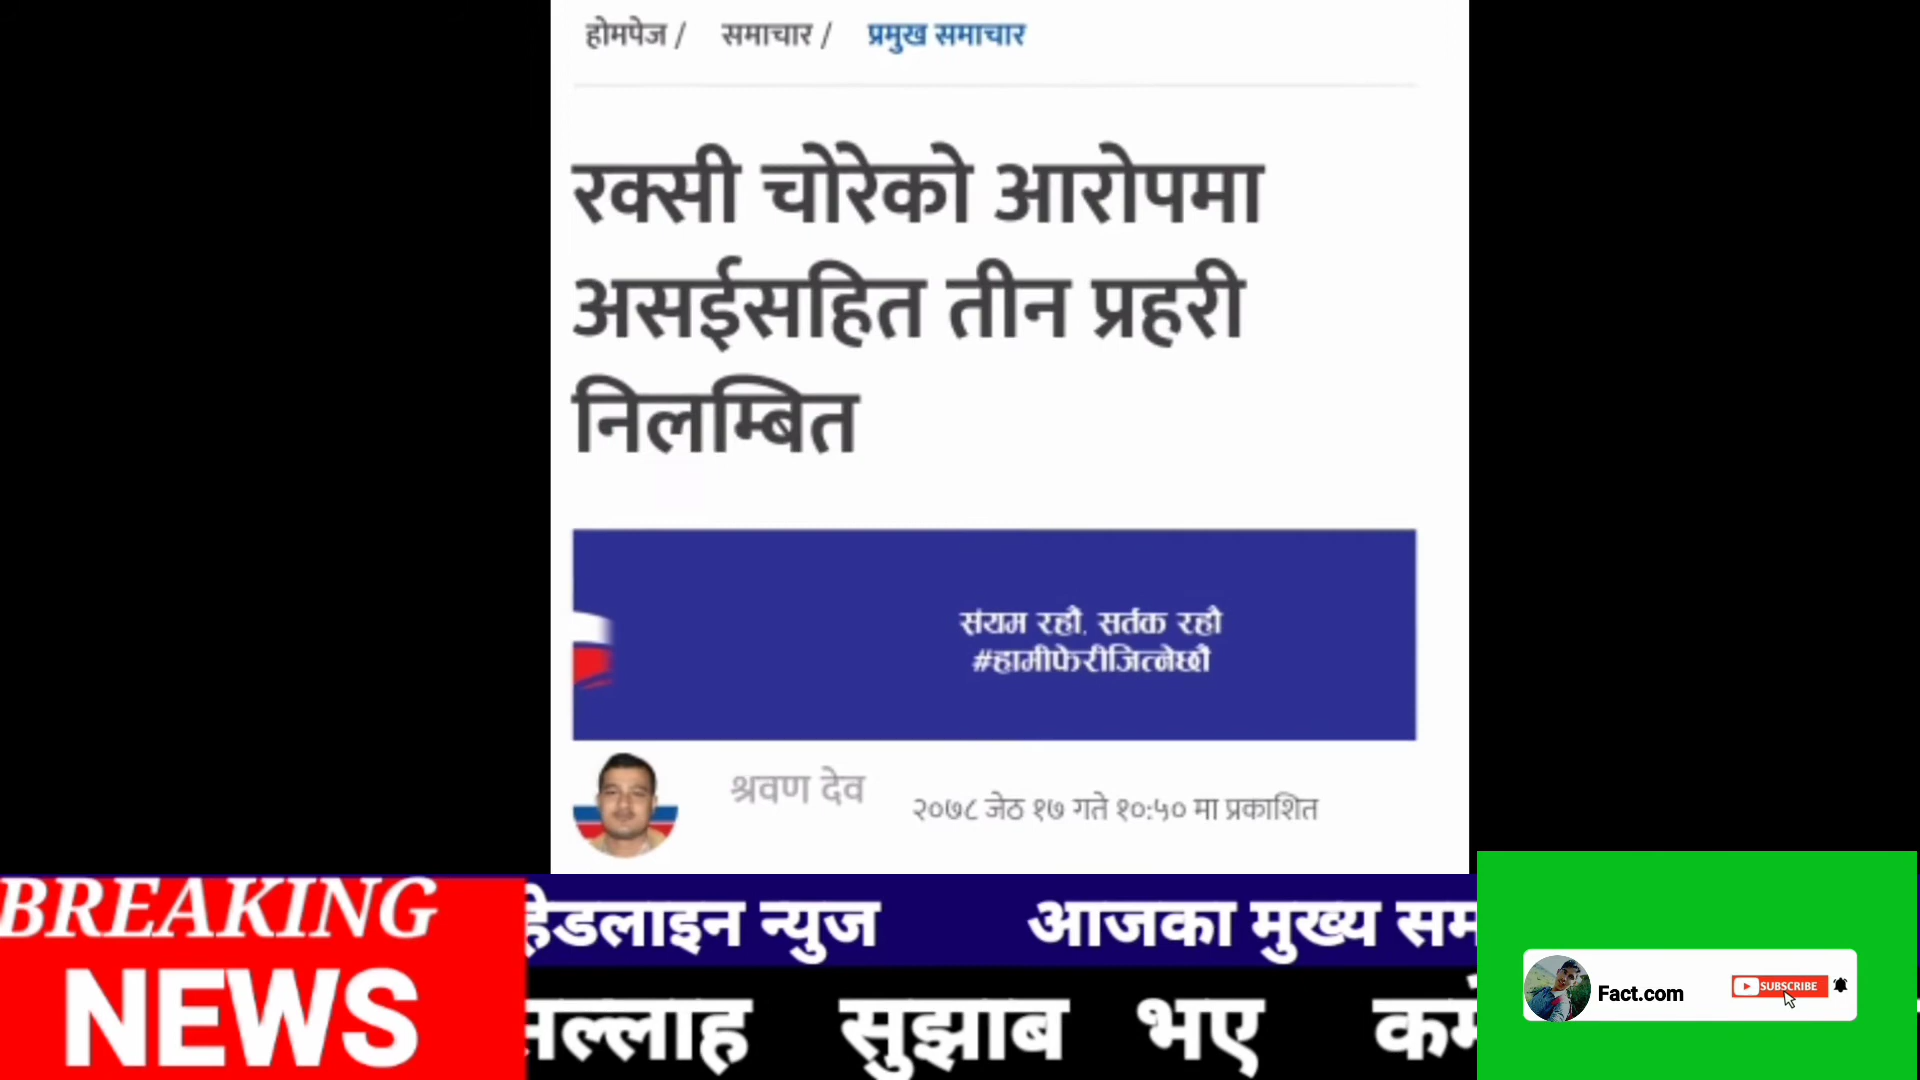 होमपेज / समाचार / प्रमुख समाचार
रक्सी चोरेको आरोपमा
असईसहित तीन प्रहरी
निलम्बित
संयम रहौं, सर्तक रहौं
#हामीफेरीजित्नेछौं
श्रवण देव
२०७८ जेठ १७ गते १०:५० मा प्रकाशित
BREAKING
NEWS
हेडलाइन न्युज आजका मुख्य सम
सल्लाह सुझाब भए
Fact.com
SUBSCRIBE